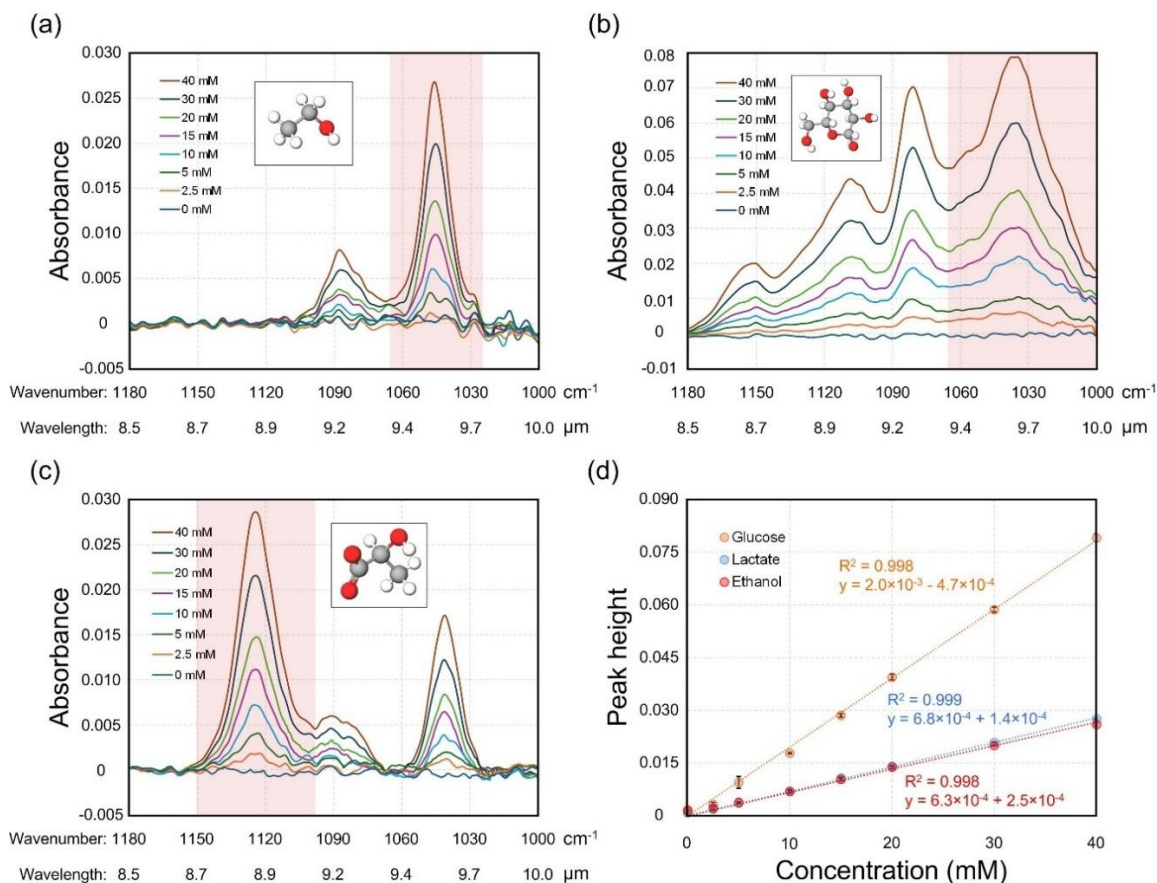 (a)
Absorbance
0.030
0.025
0.020
0.015
0.010
0.005
0
-0.005
40 mM
30 mM
20 mM
15 mM
10 mM
5 mM
2.5 mM
0 mM
Wavenumber: 1180 1150 1120 1090 1060 1030 1000 cm⁻¹
Wavelength: 8.5 8.7 8.9 9.2 9.4 9.7 10.0 µm
(b)
Absorbance
0.08
0.07
0.06
0.05
0.04
0.03
0.02
0.01
0
-0.01
40 mM
30 mM
20 mM
15 mM
10 mM
5 mM
2.5 mM
0 mM
1180 1150 1120 1090 1060 1030 1000 cm⁻¹
8.5 8.7 8.9 9.2 9.4 9.7 10.0 µm
(c)
Absorbance
0.030
0.025
0.020
0.015
0.010
0.005
0
-0.005
40 mM
30 mM
20 mM
15 mM
10 mM
5 mM
2.5 mM
0 mM
Wavenumber: 1180 1150 1120 1090 1060 1030 1000 cm⁻¹
Wavelength: 8.5 8.7 8.9 9.2 9.4 9.7 10.0 µm
(d)
Peak height
0.090
0.075
0.060
0.045
0.030
0.015
0
Glucose
Lactate
Ethanol
R² = 0.998
y = 2.0×10⁻³ - 4.7×10⁻⁴
R² = 0.999
y = 6.8×10⁻⁴ + 1.4×10⁻⁴
R² = 0.998
y = 6.3×10⁻⁴ + 2.5×10⁻⁴
0 10 20 30 40
Concentration (mM)